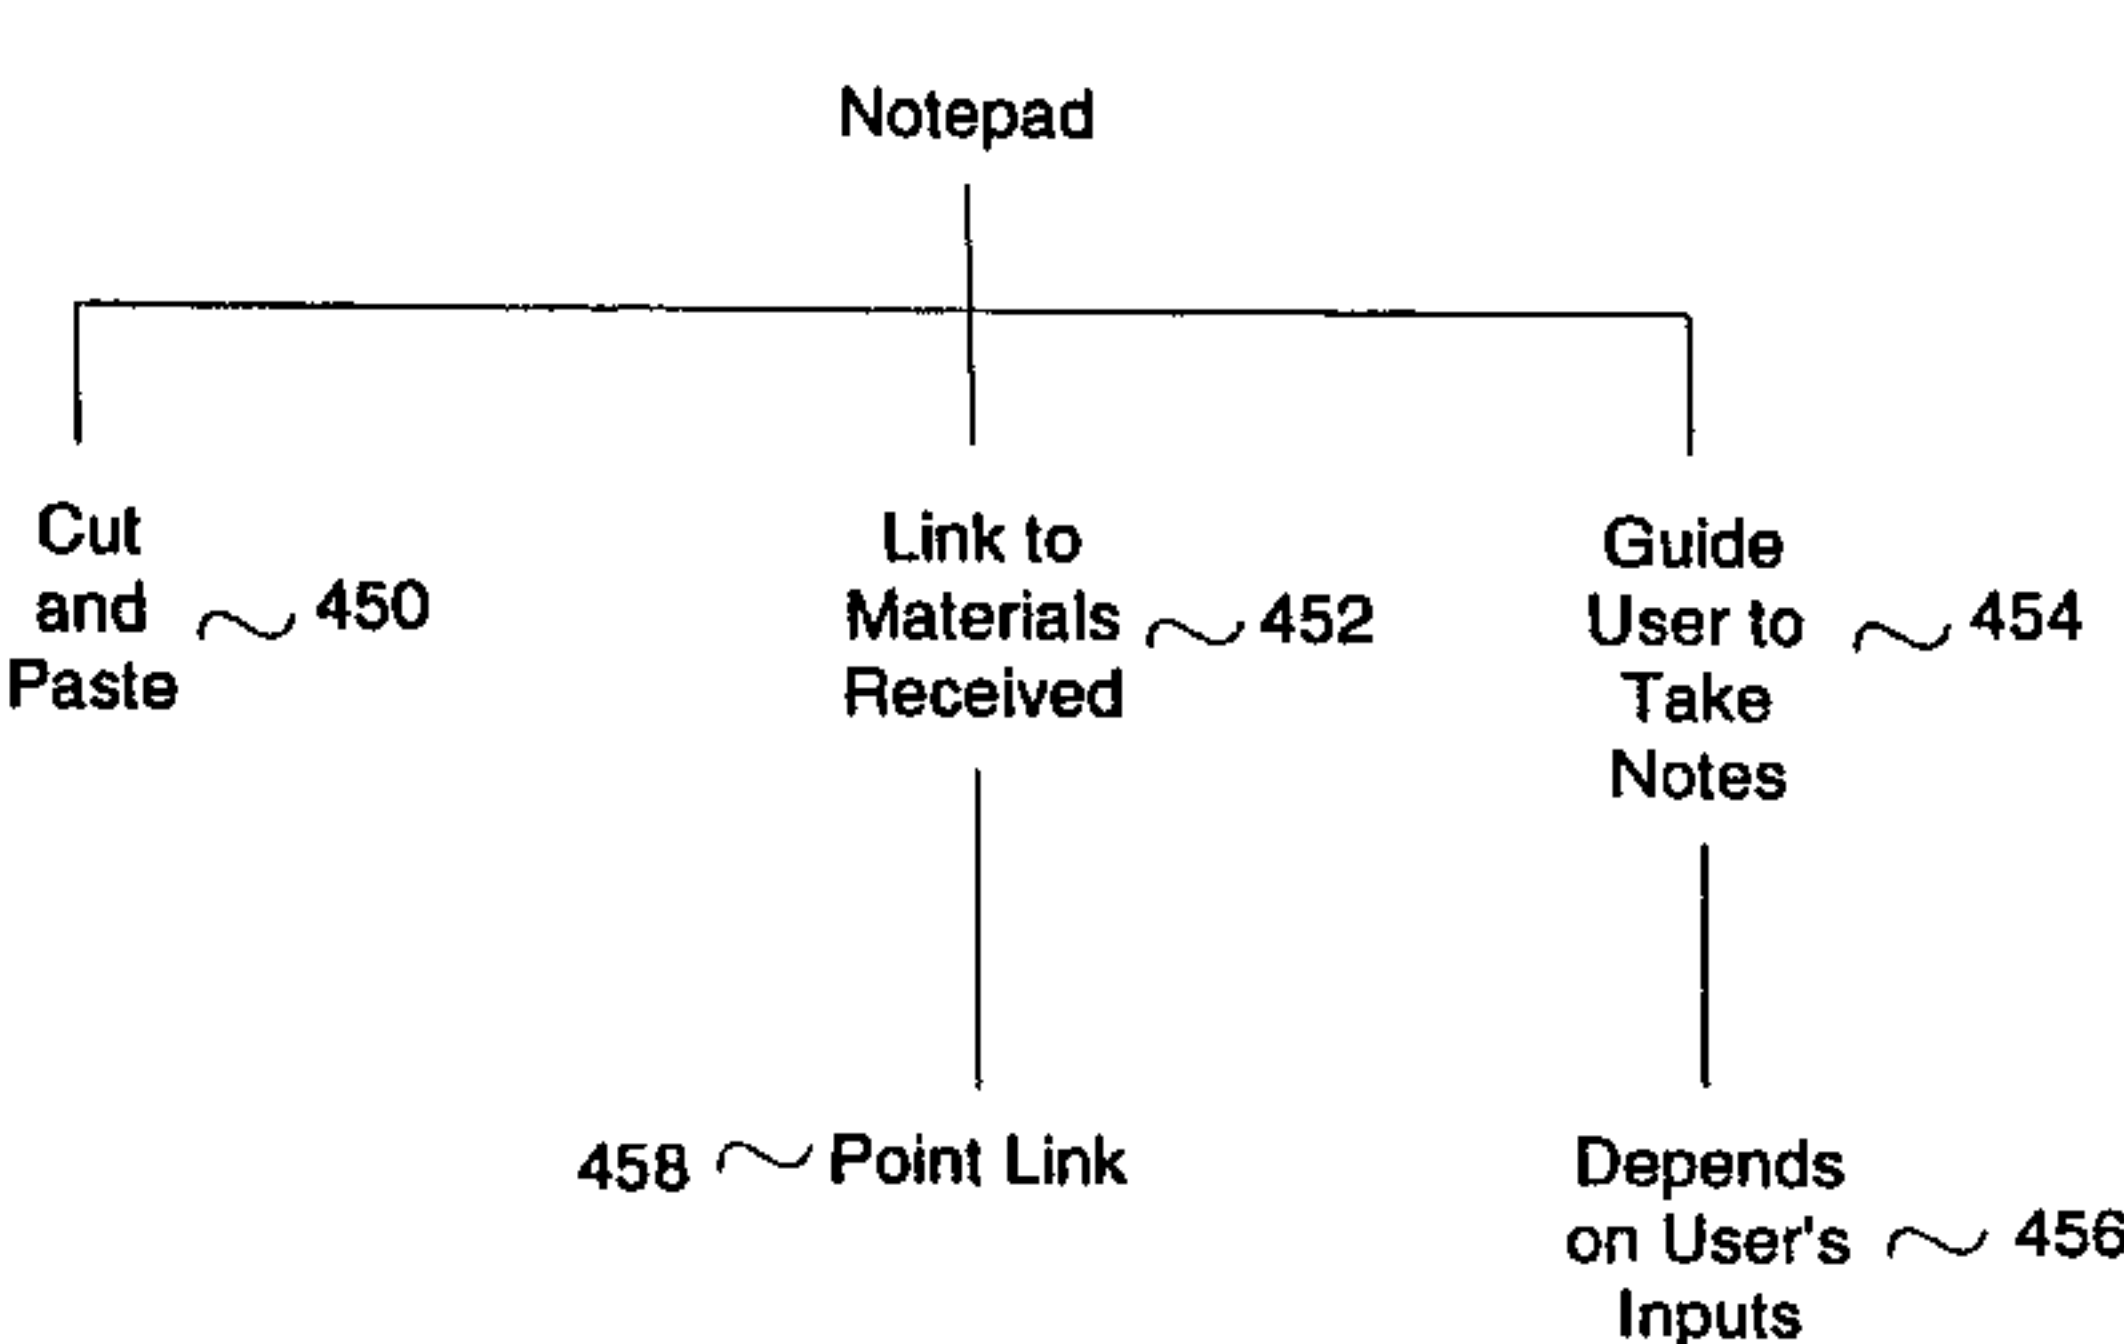 Notepad
Cut
and
Paste
450
Link to
Materials
Received
452
Guide
User to
Take
Notes
454
458
Point Link
Depends
on User's
Inputs
456